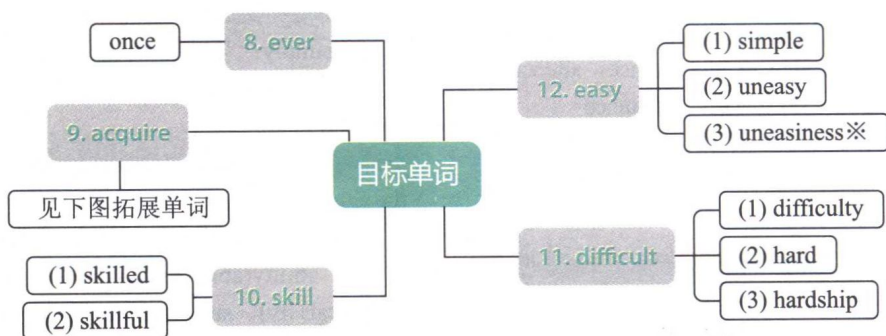 once
8. ever
9. acquire
见下图拓展单词
(1) skilled
(2) skillful
10. skill
目标单词
12. easy
(1) simple
(2) uneasy
(3) uneasiness※
11. difficult
(1) difficulty
(2) hard
(3) hardship